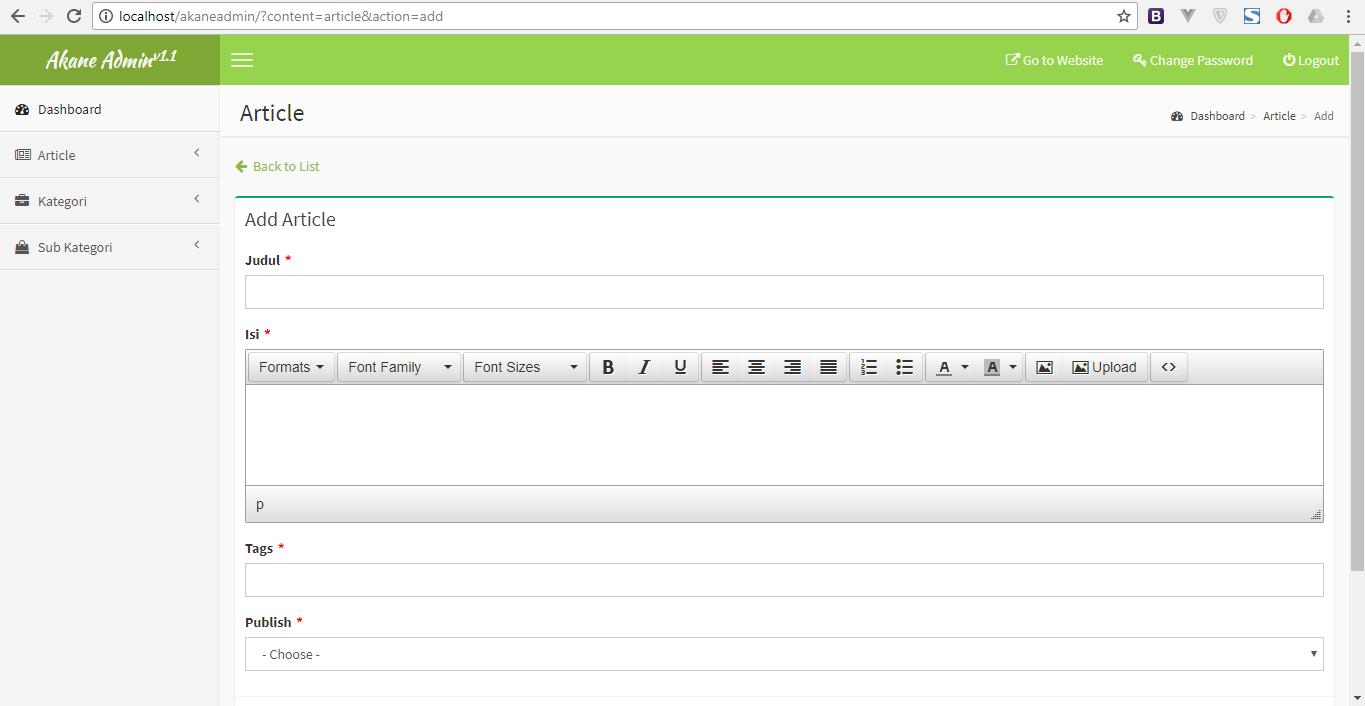 localhost/akaneadmin/?content=article&action=add
Akane Admin v1.1
Go to Website Change Password Logout
Dashboard
Article
Kategori
Sub Kategori
Article
Dashboard > Article > Add
Back to List
Add Article
Judul *
Isi *
Formats Font Family Font Sizes B I U A A Upload <>
p
Tags *
Publish *
- Choose -